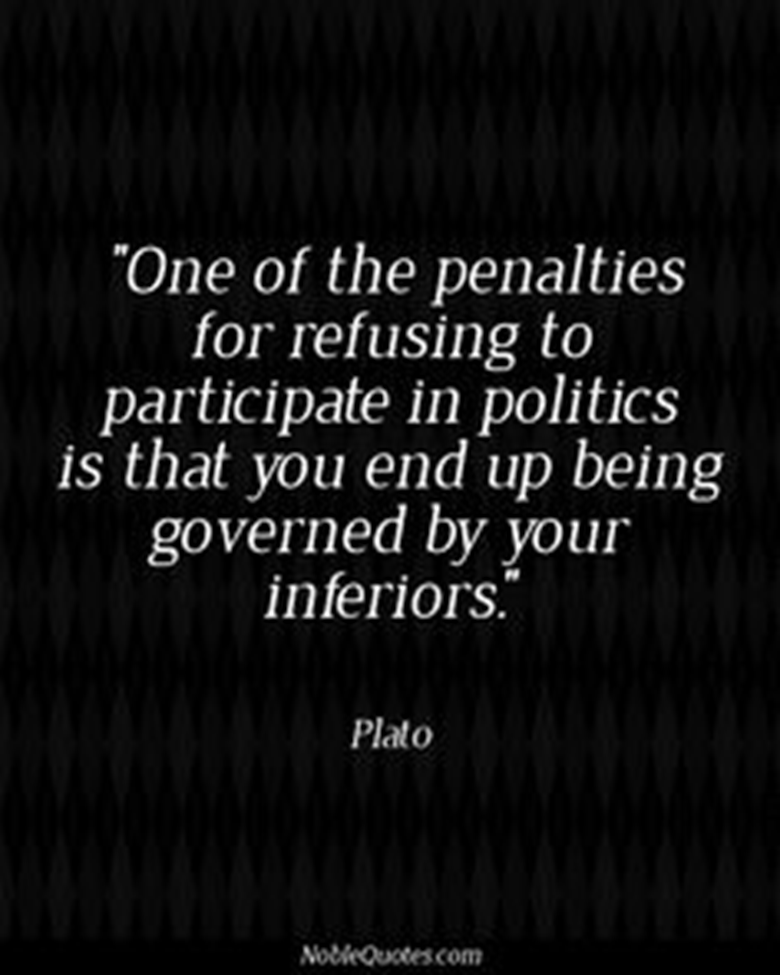 "One of the penalties
for refusing to
participate in politics
is that you end up being
governed by your
inferiors."
Plato
NobleQuotes.com